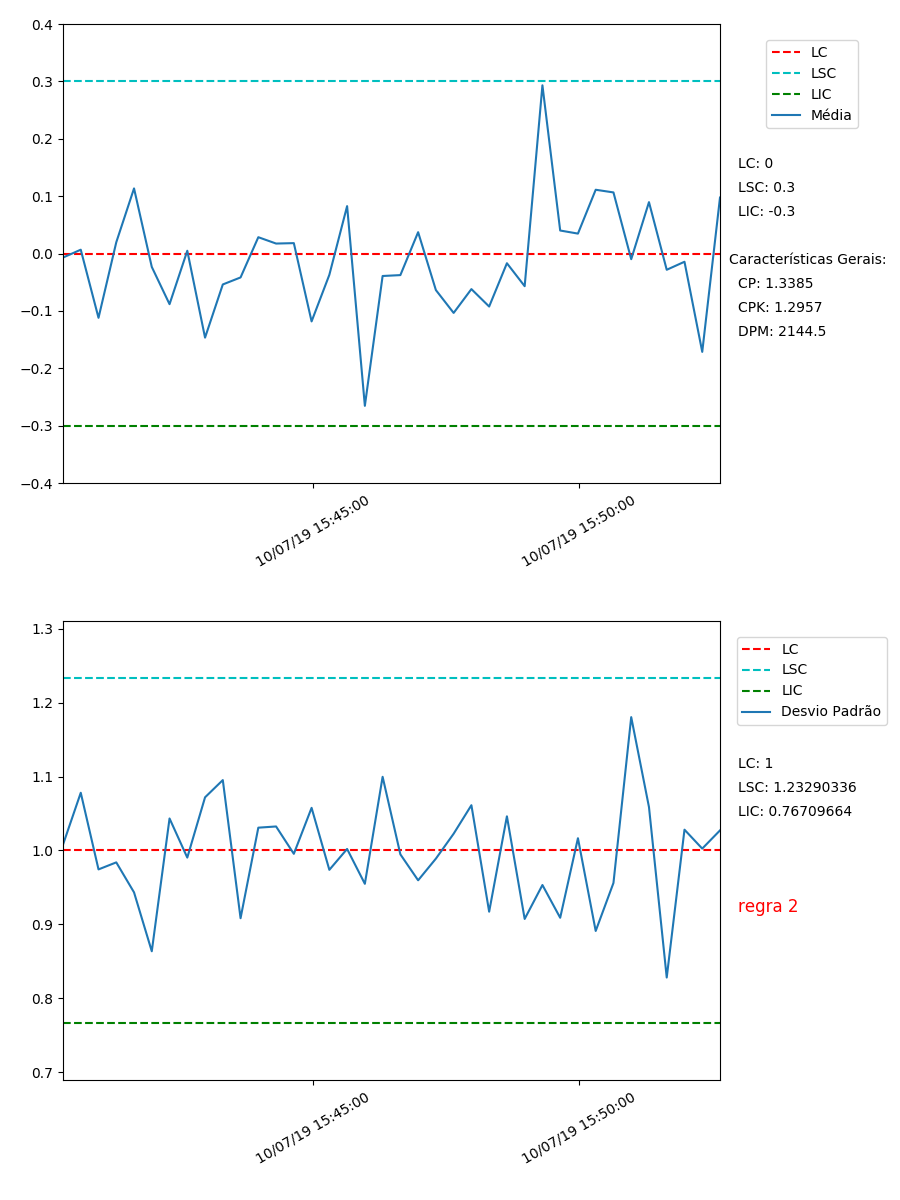 0.4
0.3
0.2
0.1
0.0
−0.1
−0.2
−0.3
−0.4
10/07/19 15:45:00
10/07/19 15:50:00
LC
LSC
LIC
Média
LC: 0
LSC: 0.3
LIC: -0.3
Características Gerais:
CP: 1.3385
CPK: 1.2957
DPM: 2144.5
1.3
1.2
1.1
1.0
0.9
0.8
0.7
10/07/19 15:45:00
10/07/19 15:50:00
LC
LSC
LIC
Desvio Padrão
LC: 1
LSC: 1.23290336
LIC: 0.76709664
regra 2